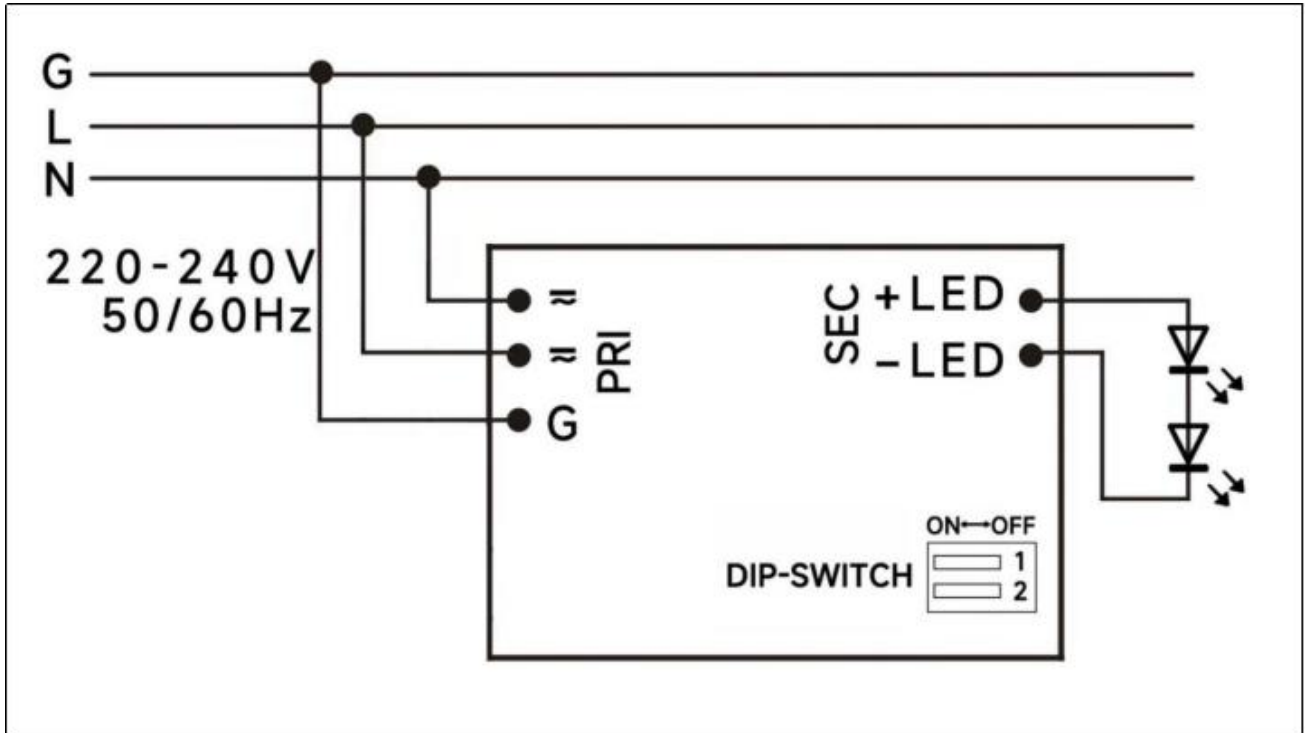 G
L
N
220-240V
50/60Hz
≂
≂
PRI
G
SEC
+LED
-LED
ON↔OFF
DIP-SWITCH
1
2